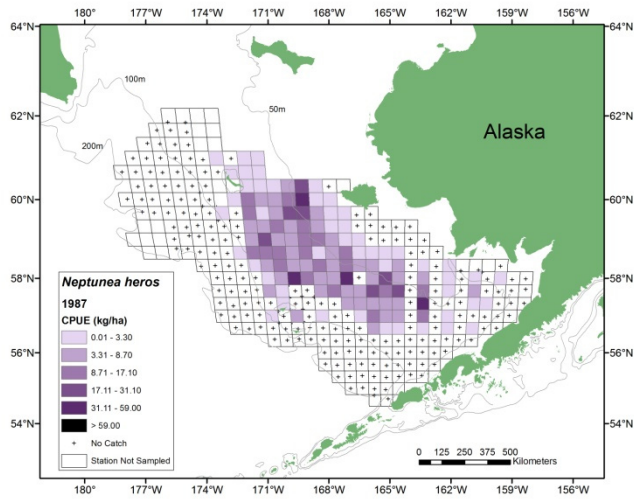 180° 177°W 174°W 171°W 168°W 165°W 162°W 159°W 156°W
64°N 64°N
100m
50m
62°N 62°N
200m
Alaska
60°N 60°N
58°N 58°N
Neptunea heros
1987
CPUE (kg/ha)
0.01 - 3.30
3.31 - 8.70
8.71 - 17.10
17.11 - 31.10
31.11 - 59.00
> 59.00
+ No Catch
Station Not Sampled
56°N 56°N
54°N 54°N
0 125 250 375 500
Kilometers
180° 177°W 174°W 171°W 168°W 165°W 162°W 159°W 156°W